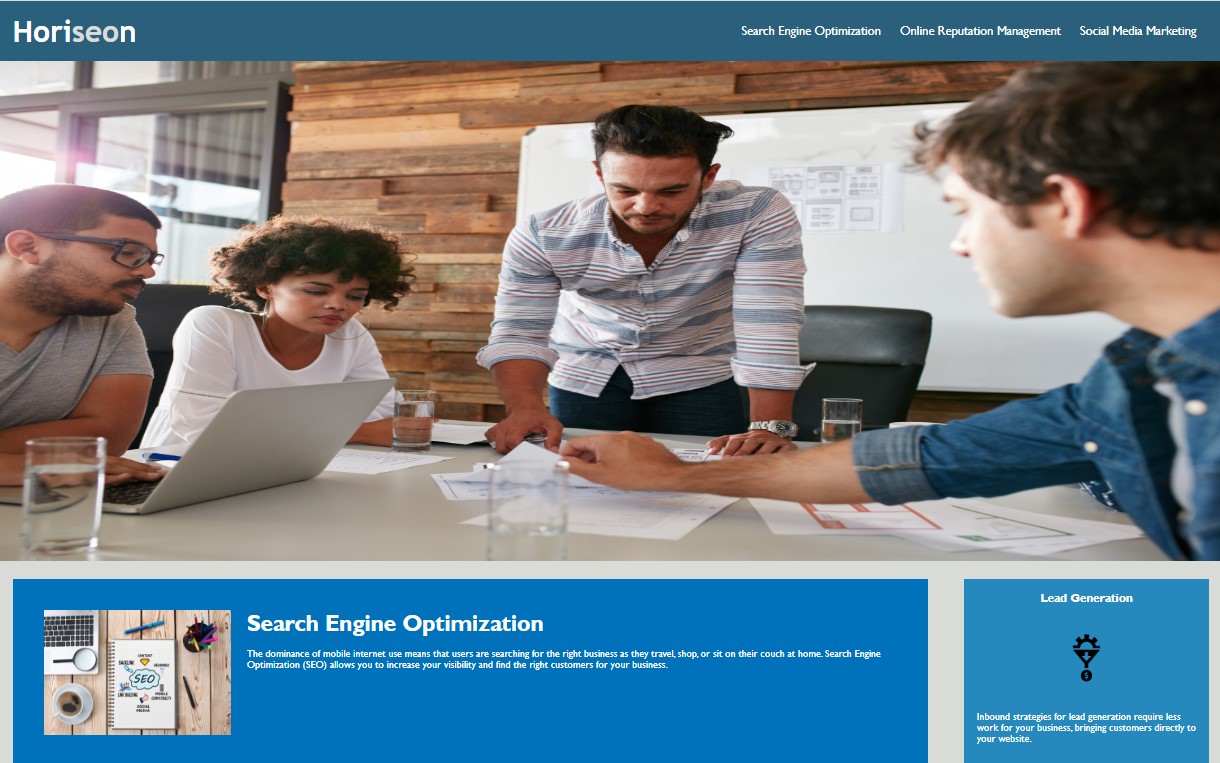 Horiseon
Search Engine Optimization
Online Reputation Management
Social Media Marketing
Search Engine Optimization
The dominance of mobile internet use means that users are searching for the right business as they travel, shop, or sit on their couch at home. Search Engine
Optimization (SEO) allows you to increase your visibility and find the right customers for your business.
CONTENT
SEO
SOCIAL
MEDIA
Lead Generation
$
Inbound strategies for lead generation require less
work for your business, bringing customers directly to
your website.